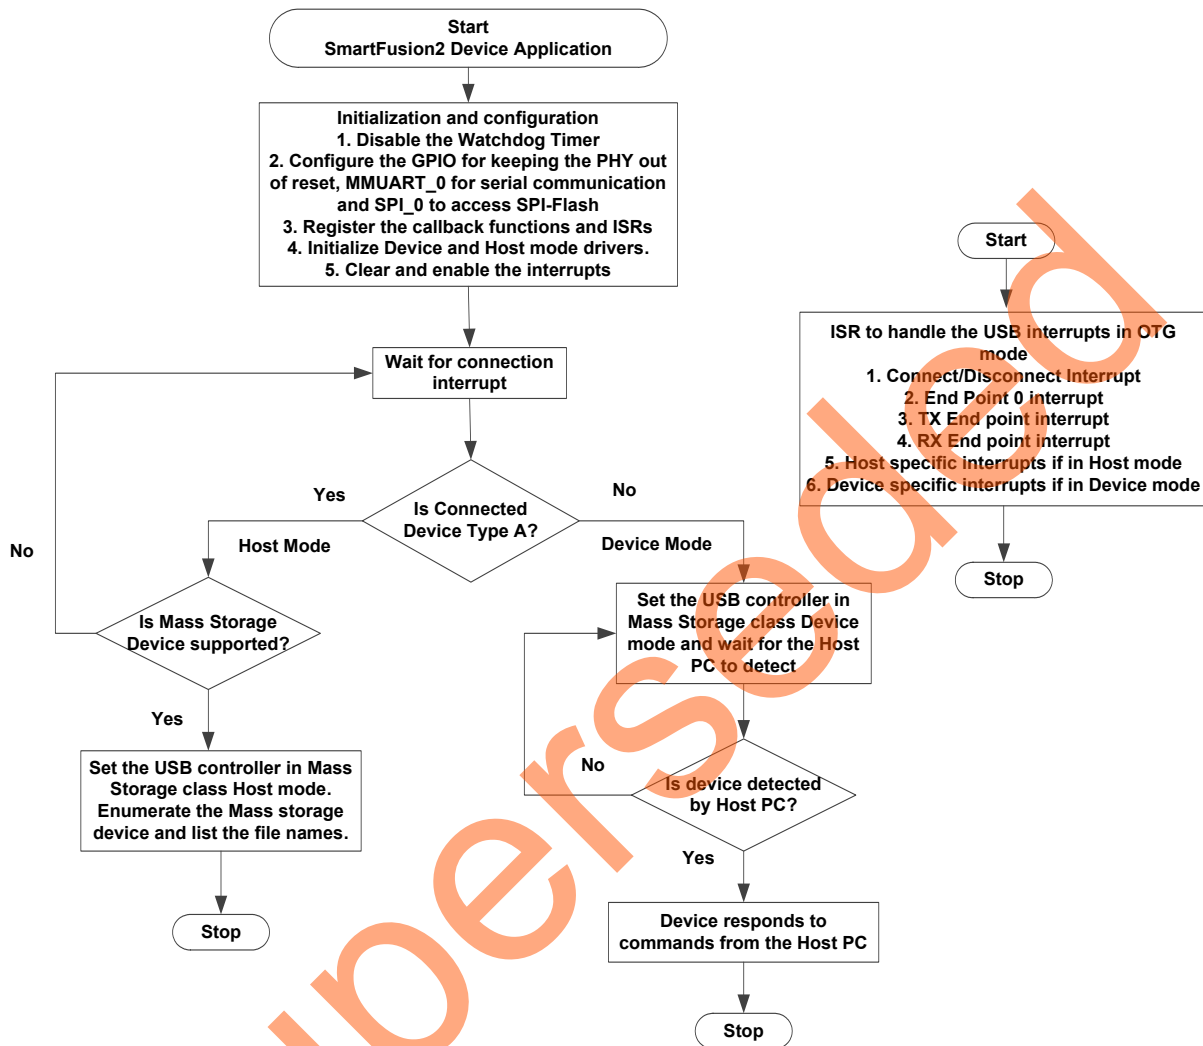 Start
SmartFusion2 Device Application
Initialization and configuration
1. Disable the Watchdog Timer
2. Configure the GPIO for keeping the PHY out
of reset, MMUART_0 for serial communication
and SPI_0 to access SPI-Flash
3. Register the callback functions and ISRs
4. Initialize Device and Host mode drivers.
5. Clear and enable the interrupts
Wait for connection
interrupt
Is Connected
Device Type A?
Yes
No
Host Mode
Device Mode
No
Is Mass Storage
Device supported?
Yes
Set the USB controller in Mass
Storage class Host mode.
Enumerate the Mass storage
device and list the file names.
Stop
Set the USB controller in
Mass Storage class Device
mode and wait for the Host
PC to detect
No
Is device detected
by Host PC?
Yes
Device responds to
commands from the Host PC
Stop
Start
ISR to handle the USB interrupts in OTG
mode
1. Connect/Disconnect Interrupt
2. End Point 0 interrupt
3. TX End point interrupt
4. RX End point interrupt
5. Host specific interrupts if in Host mode
6. Device specific interrupts if in Device mode
Stop
uperseded